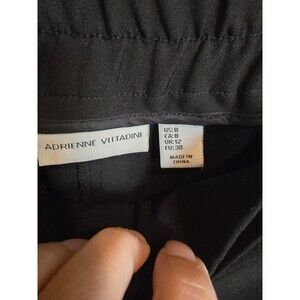 ADRIENNE VITTADINI
US:8
CA:8
UK:12
EU:38
MADE IN
CHINA